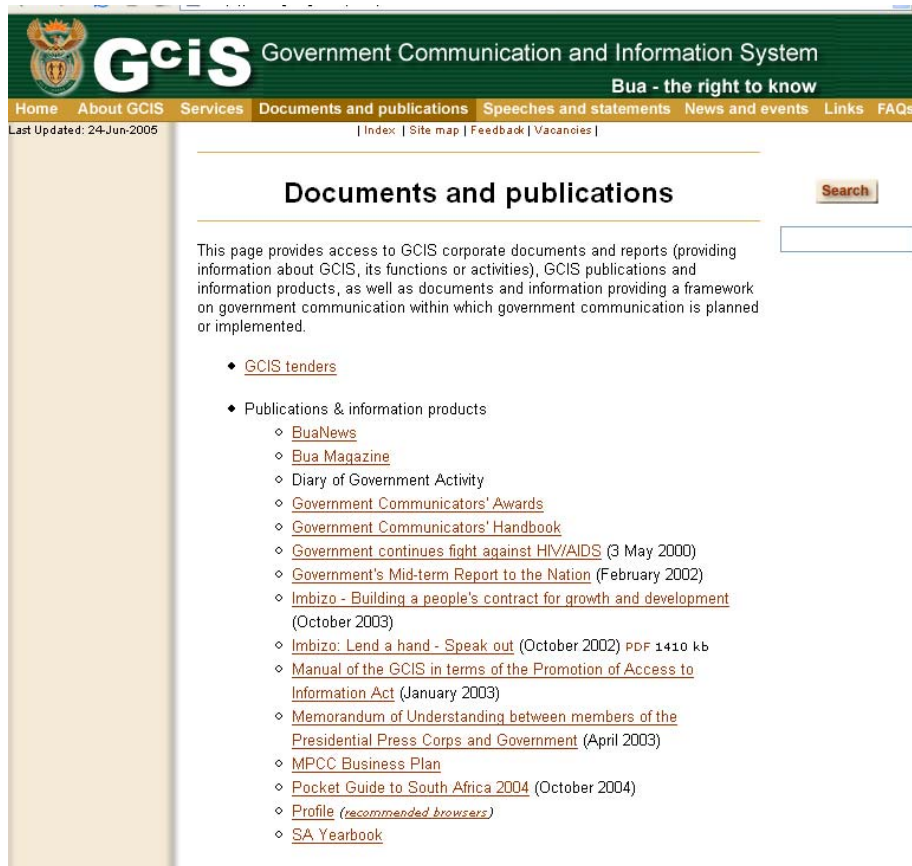 GCiS Government Communication and Information System
Bua - the right to know
Home About GCIS Services Documents and publications Speeches and statements News and events Links FAQs
Last Updated: 24-Jun-2005 | Index | Site map | Feedback | Vacancies |
Documents and publications
Search
This page provides access to GCIS corporate documents and reports (providing
information about GCIS, its functions or activities), GCIS publications and
information products, as well as documents and information providing a framework
on government communication within which government communication is planned
or implemented.
GCIS tenders
Publications & information products
BuaNews
Bua Magazine
Diary of Government Activity
Government Communicators' Awards
Government Communicators' Handbook
Government continues fight against HIV/AIDS (3 May 2000)
Government's Mid-term Report to the Nation (February 2002)
Imbizo - Building a people's contract for growth and development
(October 2003)
Imbizo: Lend a hand - Speak out (October 2002) PDF 1410 kb
Manual of the GCIS in terms of the Promotion of Access to
Information Act (January 2003)
Memorandum of Understanding between members of the
Presidential Press Corps and Government (April 2003)
MPCC Business Plan
Pocket Guide to South Africa 2004 (October 2004)
Profile (recommended browsers)
SA Yearbook